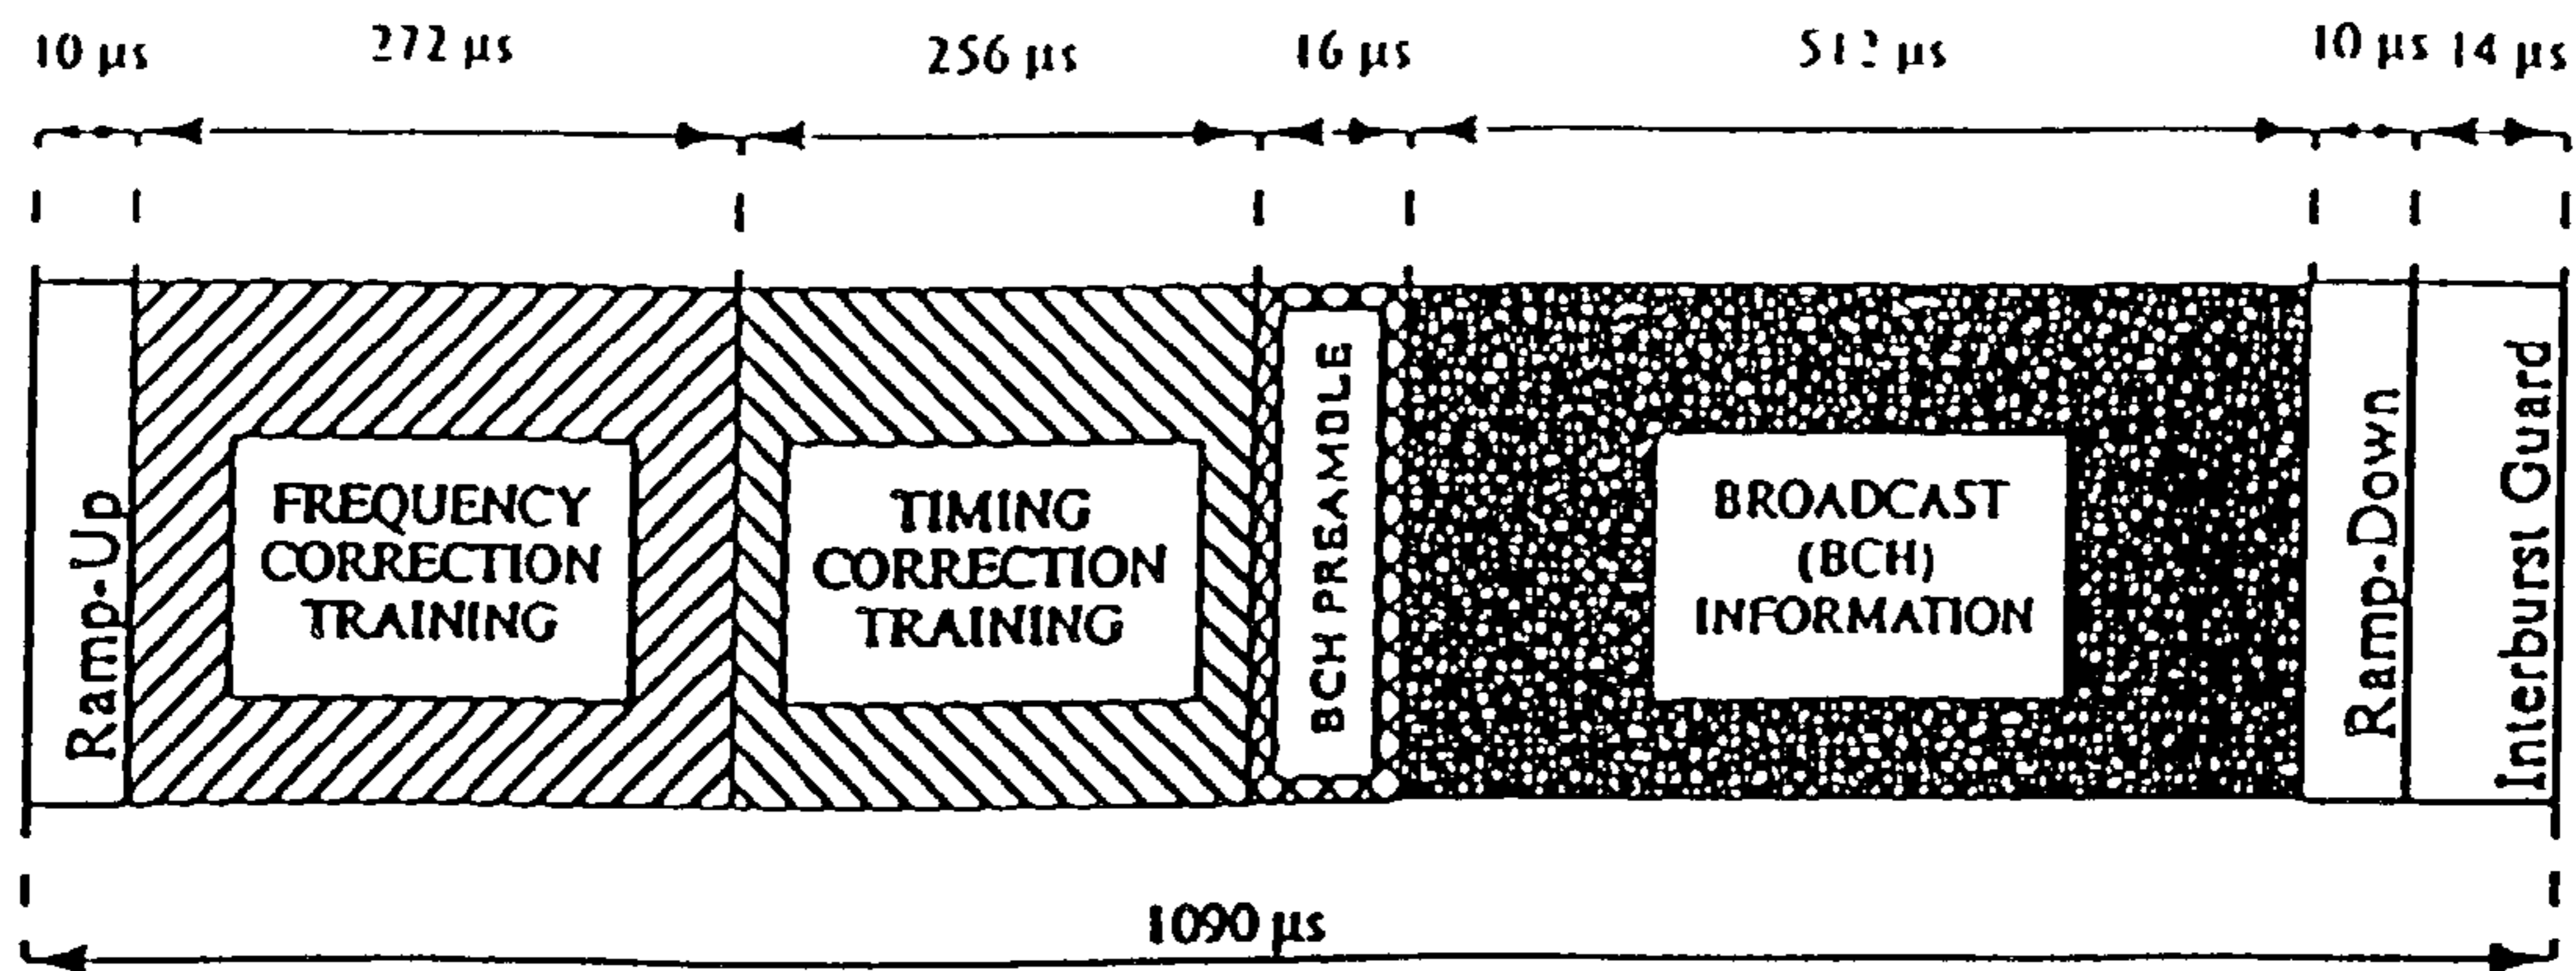 10 µs 272 µs 256 µs 16 µs 512 µs 10 µs 14 µs
Ramp-Up
FREQUENCY
CORRECTION
TRAINING
TIMING
CORRECTION
TRAINING
BCH PREAMBLE
BROADCAST
(BCH)
INFORMATION
Ramp-Down
Interburst Guard
1090 µs